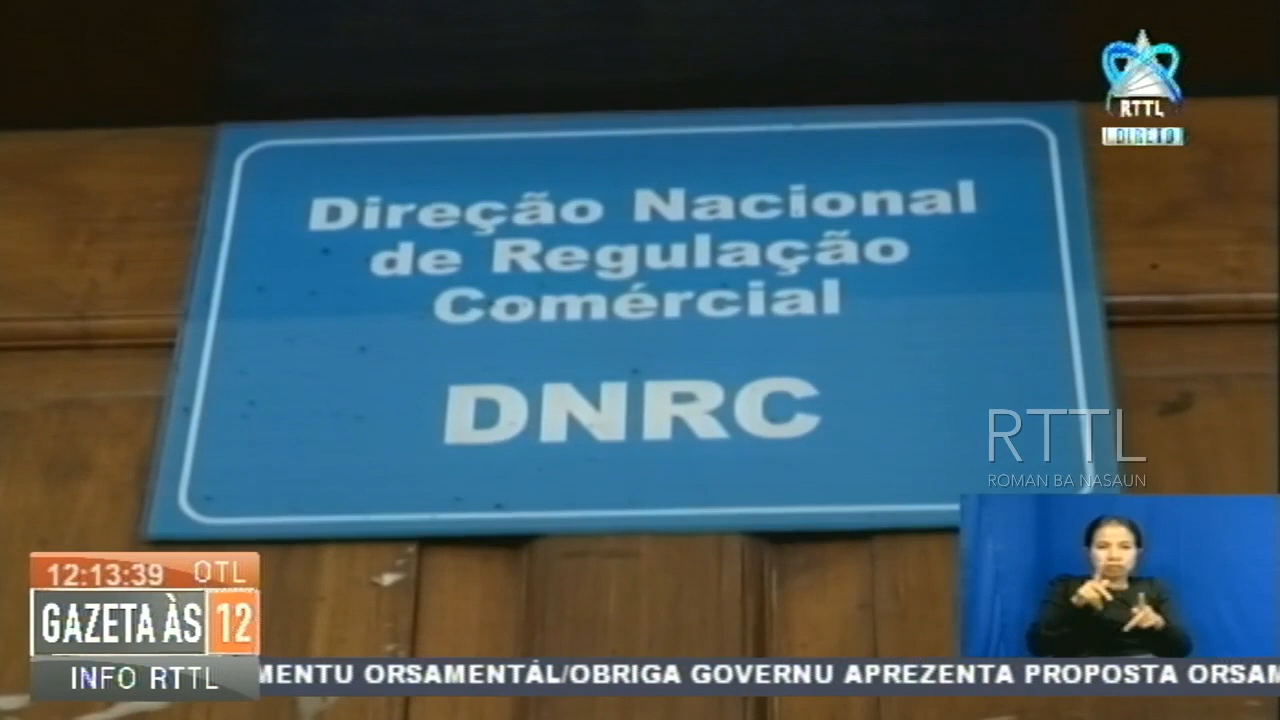 RTTL
DIRETO
Direção Nacional
de Regulação
Comércial
DNRC
RTTL
ROMAN BA NASAUN
12:13:39 OTL
GAZETA ÀS 12
INFO RTTL
MENTU ORSAMENTÁL/OBRIGA GOVERNU APREZENTA PROPOSTA ORSAM